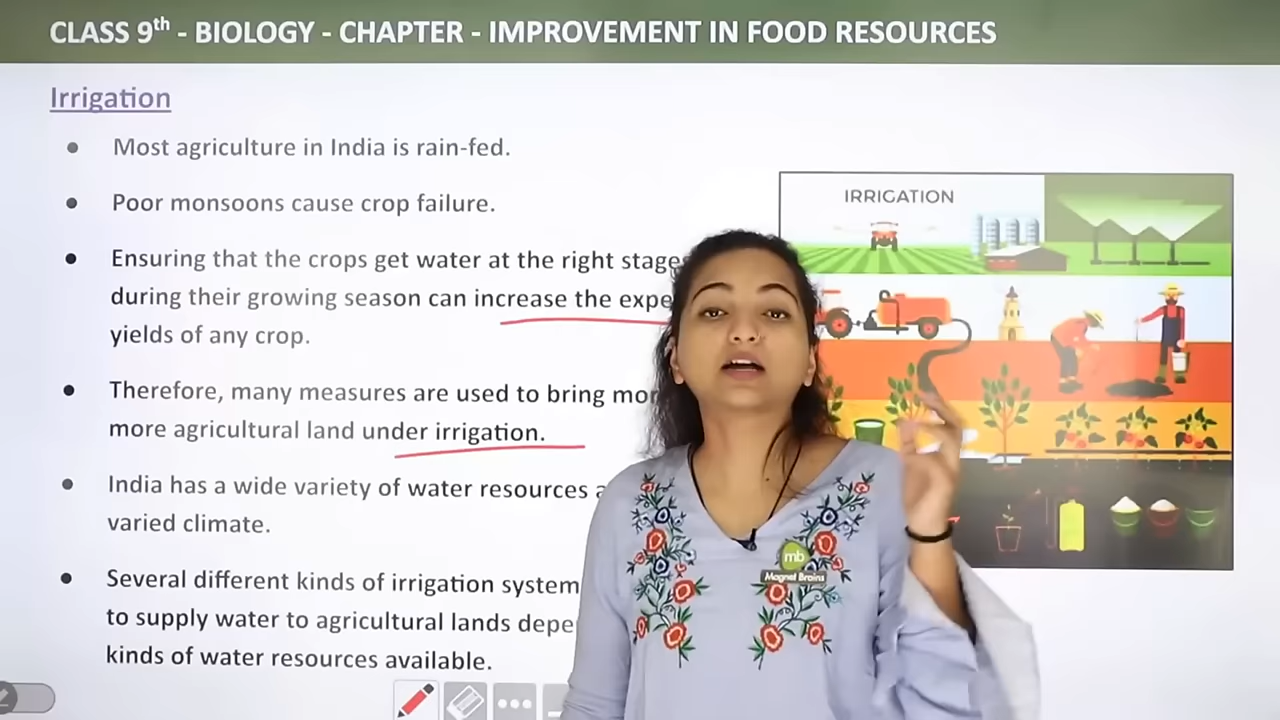 CLASS 9th - BIOLOGY - CHAPTER - IMPROVEMENT IN FOOD RESOURCES
Irrigation
Most agriculture in India is rain-fed.
Poor monsoons cause crop failure.
Ensuring that the crops get water at the right stage
during their growing season can increase the expe
yields of any crop.
Therefore, many measures are used to bring mor
more agricultural land under irrigation.
India has a wide variety of water resources a
varied climate.
Several different kinds of irrigation system
to supply water to agricultural lands depe
kinds of water resources available.
IRRIGATION
mb
Magnet Brains